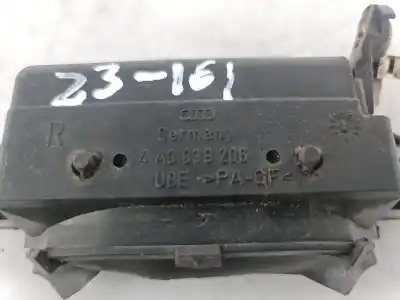 23-161
R
Germany
4A0 839 206
UDE >PA-GF<